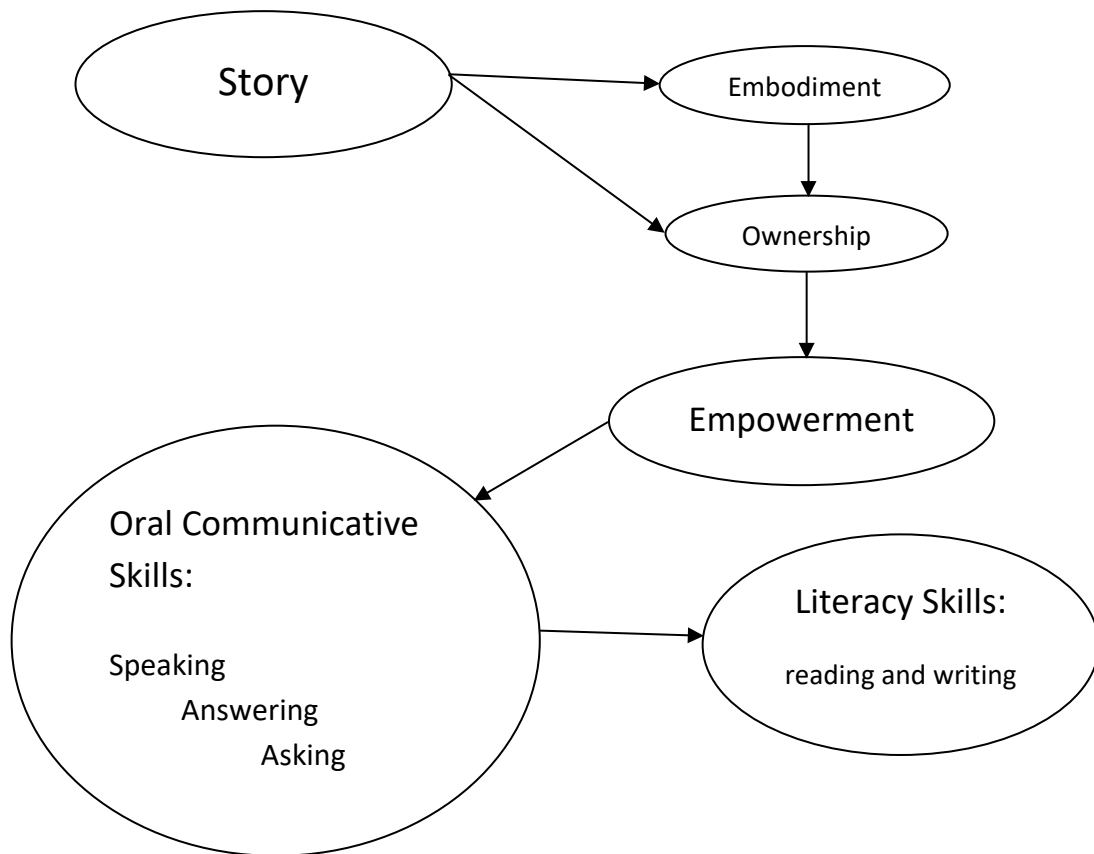 Story
Embodiment
Ownership
Empowerment
Oral Communicative
Skills:
Speaking
Answering
Asking
Literacy Skills:
reading and writing